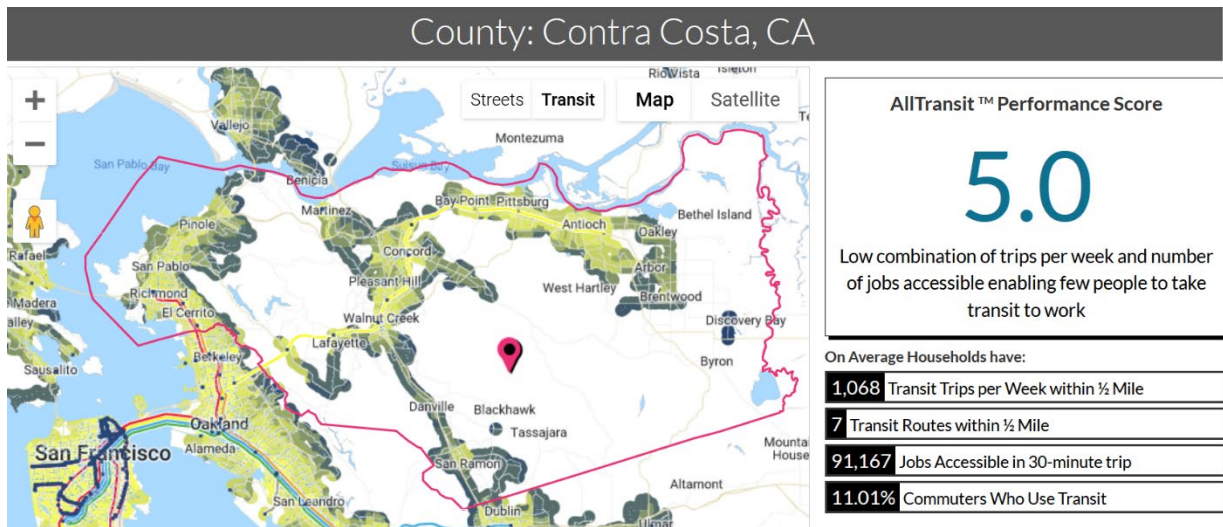 County: Contra Costa, CA
+
−
Streets
Transit
Map
Satellite
Rio Vista
Isleton
Vallejo
Montezuma
San Pablo Bay
Suisun Bay
Benicia
Martinez
Bay Point
Pittsburg
Bethel Island
Pinole
Antioch
Oakley
Rafael
Concord
San Pablo
Arbor
Pleasant Hill
West Hartley
Brentwood
Richmond
Madera
El Cerrito
Walnut Creek
Discovery Bay
alley
Lafayette
Berkeley
Byron
Sausalito
Danville
Blackhawk
Oakland
Tassajara
San Francisco
Alameda
Mountain
House
San Ramon
Altamont
San Leandro
Dublin
AllTransit ™ Performance Score
5.0
Low combination of trips per week and number
of jobs accessible enabling few people to take
transit to work
On Average Households have:
1,068 Transit Trips per Week within ½ Mile
7 Transit Routes within ½ Mile
91,167 Jobs Accessible in 30-minute trip
11.01% Commuters Who Use Transit